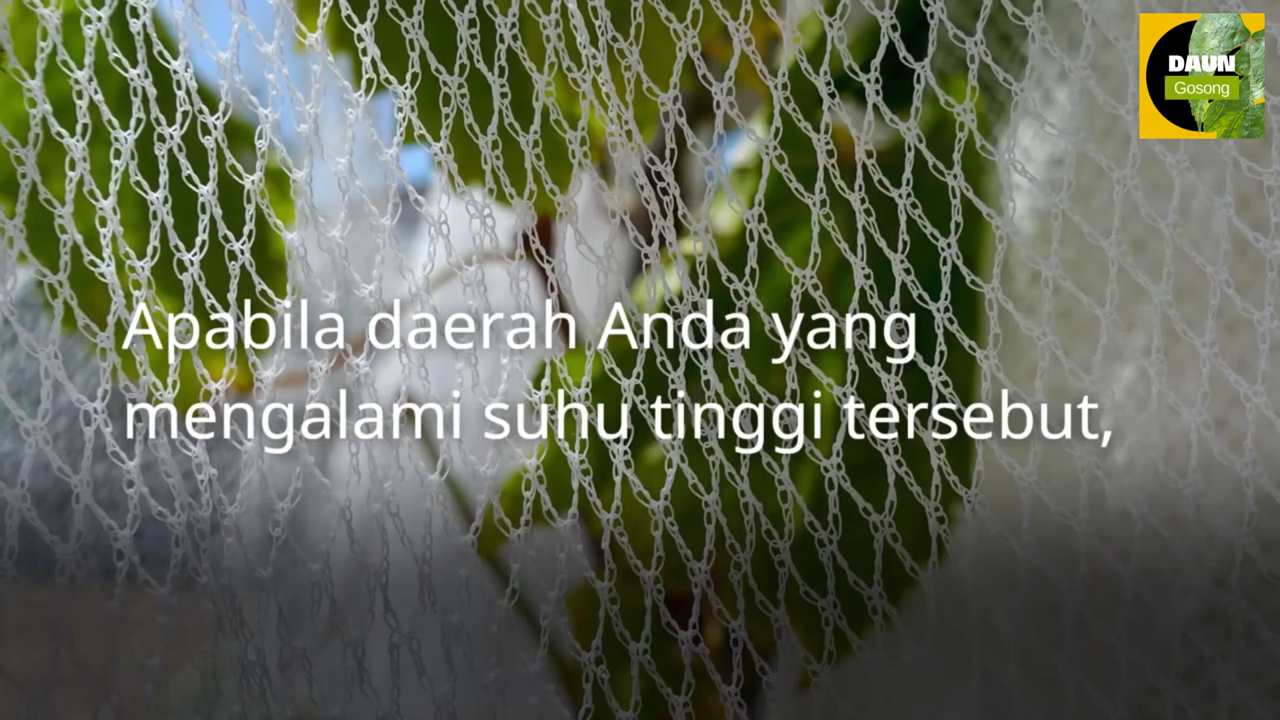 DAUN
Gosong
Apabila daerah Anda yang
mengalami suhu tinggi tersebut,